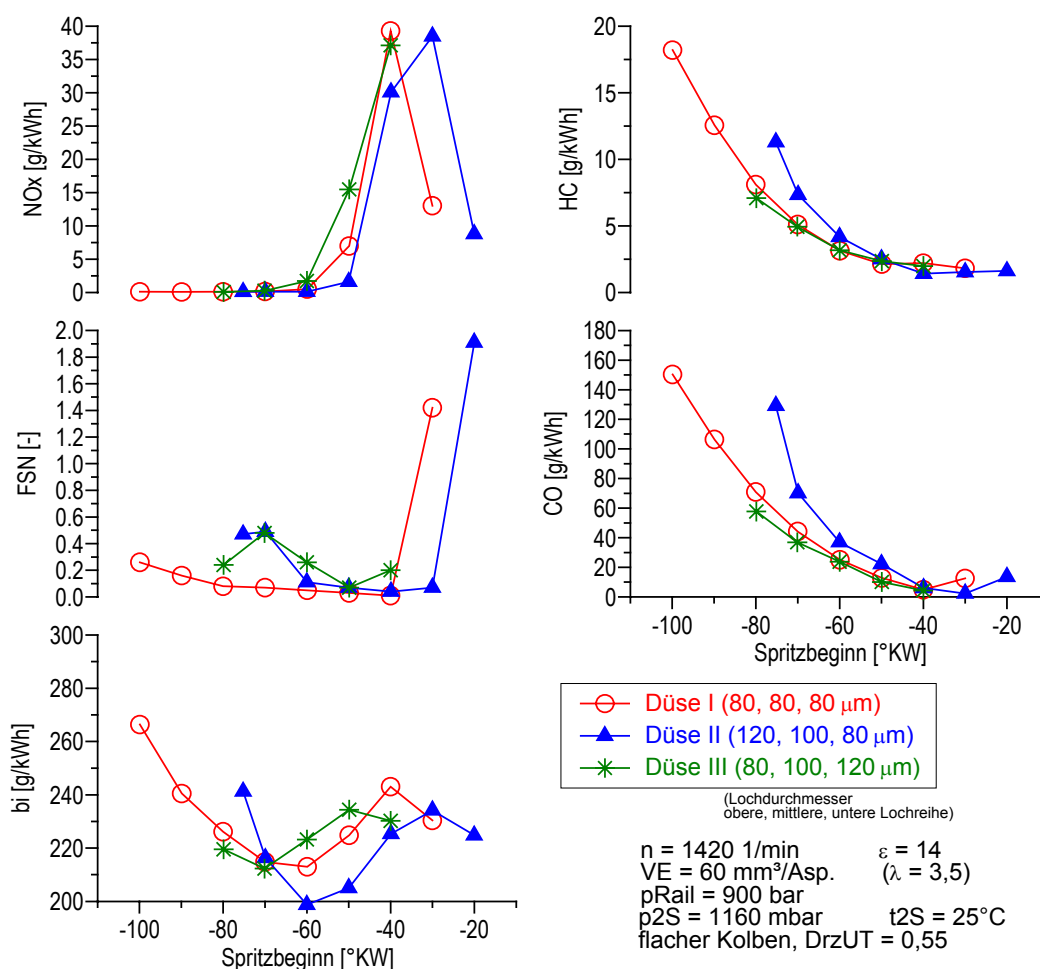 NOx [g/kWh]
40
35
30
25
20
15
10
5
0
HC [g/kWh]
20
15
10
5
0
FSN [-]
2.0
1.8
1.6
1.4
1.2
1.0
0.8
0.6
0.4
0.2
0.0
CO [g/kWh]
180
160
140
120
100
80
60
40
20
0
-100 -80 -60 -40 -20
Spritzbeginn [°KW]
bi [g/kWh]
300
280
260
240
220
200
-100 -80 -60 -40 -20
Spritzbeginn [°KW]
Düse I (80, 80, 80 µm)
Düse II (120, 100, 80 µm)
Düse III (80, 100, 120 µm)
(Lochdurchmesser
obere, mittlere, untere Lochreihe)
n = 1420 1/min ε = 14
VE = 60 mm³/Asp. (λ = 3,5)
pRail = 900 bar
p2S = 1160 mbar t2S = 25°C
flacher Kolben, DrzUT = 0,55